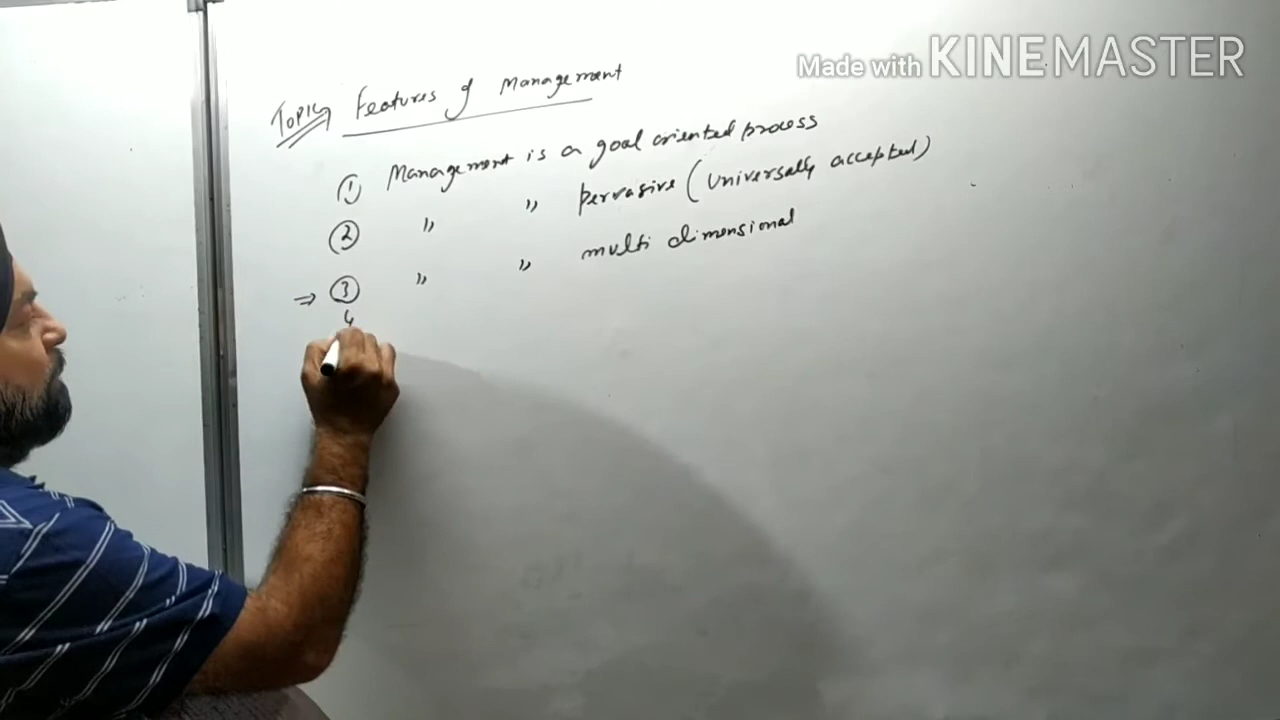 Made with KINEMASTER
Topic Features of Management
① Management is a goal oriented process
② " " Pervasive (Universally accepted)
⇒ ③ " " multi dimensional
4